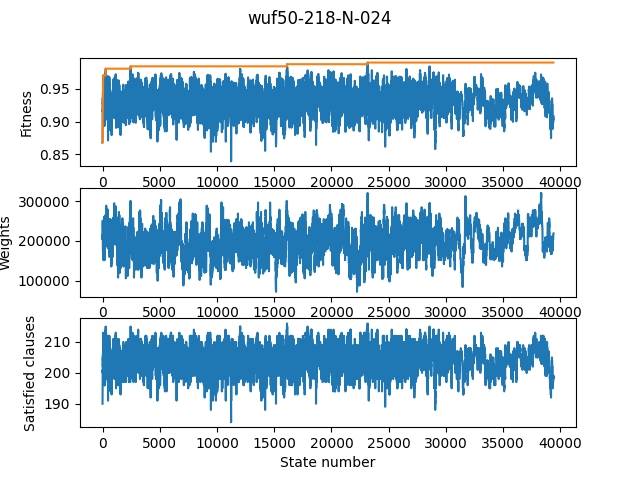 wuf50-218-N-024
Fitness
0.95
0.90
0.85
0 5000 10000 15000 20000 25000 30000 35000 40000
Weights
300000
200000
100000
0 5000 10000 15000 20000 25000 30000 35000 40000
Satisfied clauses
210
200
190
0 5000 10000 15000 20000 25000 30000 35000 40000
State number